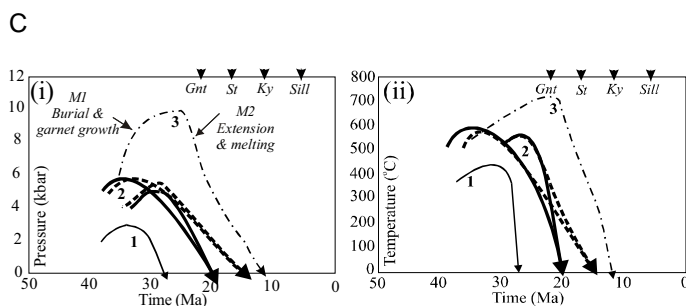 C
12
10
8
6
4
2
0
Pressure (kbar)
(i)
M1
Burial &
garnet growth
3
M2
Extension
& melting
2
1
Gnt St Ky Sill
50 40 30 20 10 0
Time (Ma)
800
700
600
500
400
300
200
100
0
Temperature (°C)
(ii)
3
2
1
Gnt St Ky Sill
50 40 30 20 10 0
Time (Ma)